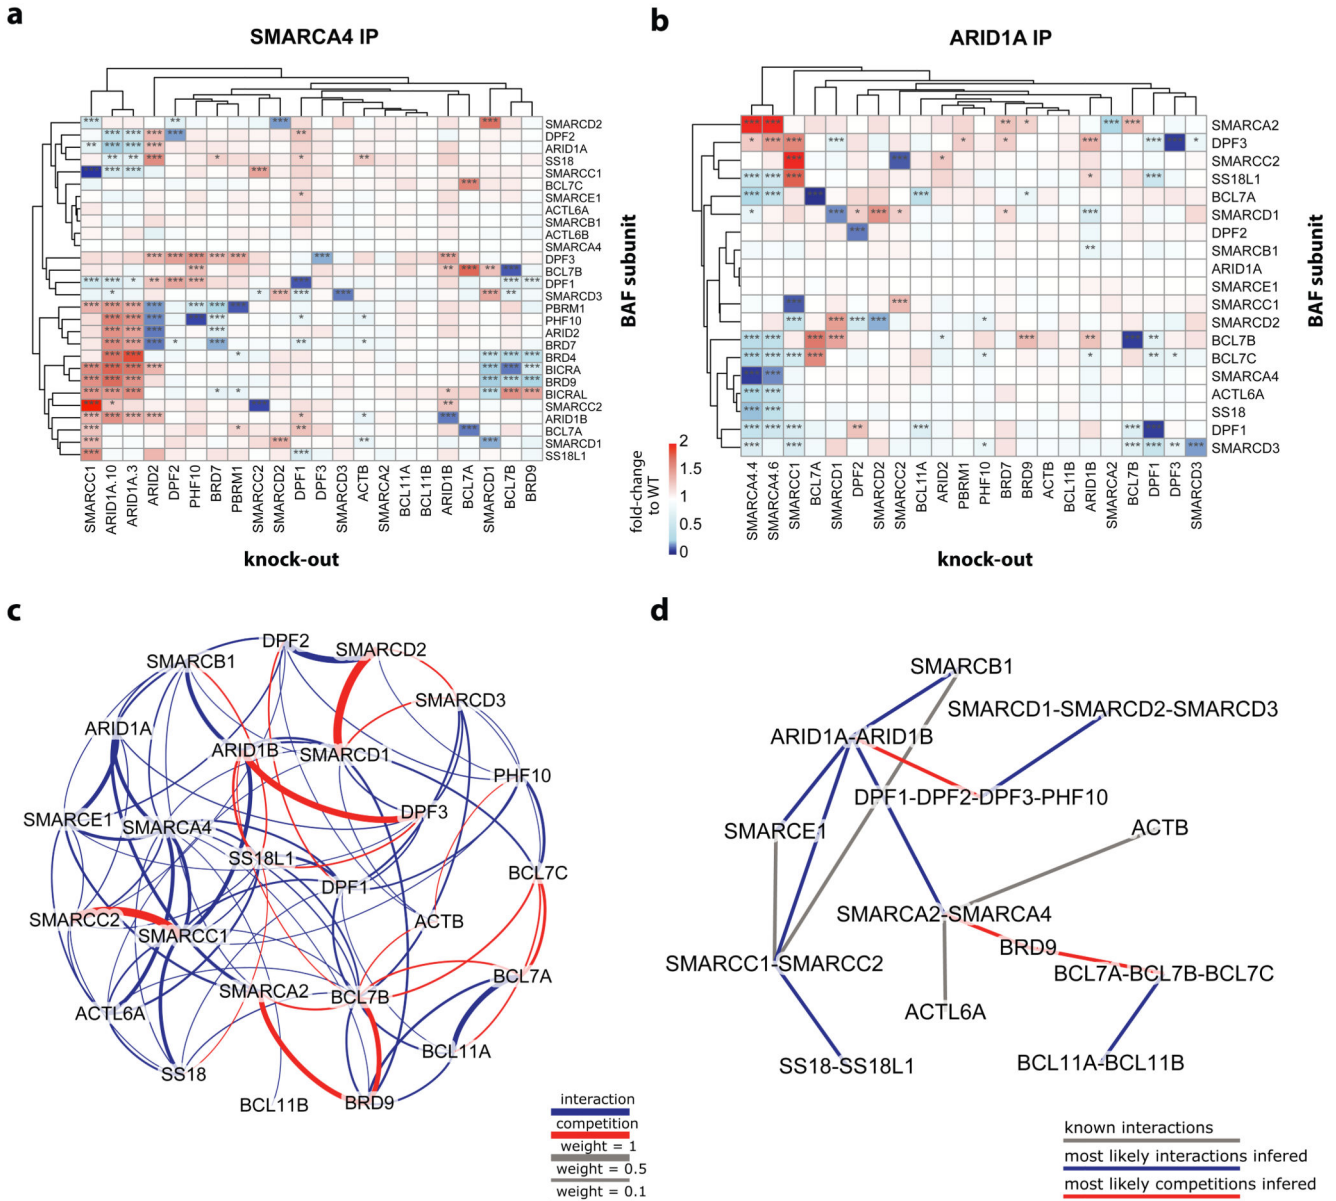 a
SMARCA4 IP
SMARCD2
DPF2
ARID1A
SS18
SMARCC1
BCL7C
SMARCE1
ACTL6A
SMARCB1
ACTL6B
SMARCA4
DPF3
BCL7B
DPF1
SMARCD3
PBRM1
PHF10
ARID2
BRD7
BRD4
BICRA
BRD9
BICRAL
SMARCC2
ARID1B
BCL7A
SMARCD1
SS18L1
BAF subunit
SMARCC1
ARID1A.10
ARID1A.3
ARID2
DPF2
PHF10
BRD7
PBRM1
SMARCC2
SMARCD2
DPF1
DPF3
SMARCD3
ACTB
SMARCA2
BCL11A
BCL11B
ARID1B
BCL7A
SMARCD1
BCL7B
BRD9
knock-out
2
1.5
1
0.5
0
fold-change
to WT
b
ARID1A IP
SMARCA2
DPF3
SMARCC2
SS18L1
BCL7A
SMARCD1
DPF2
SMARCB1
ARID1A
SMARCE1
SMARCC1
SMARCD2
BCL7B
BCL7C
SMARCA4
ACTL6A
SS18
DPF1
SMARCD3
BAF subunit
SMARCA4.4
SMARCA4.6
SMARCC1
BCL7A
SMARCD1
DPF2
SMARCD2
SMARCC2
BCL11A
ARID2
PBRM1
PHF10
BRD7
BRD9
ACTB
BCL11B
ARID1B
SMARCA2
BCL7B
DPF1
DPF3
SMARCD3
knock-out
c
DPF2
SMARCD2
SMARCB1
SMARCD3
ARID1A
ARID1B
SMARCD1
PHF10
DPF3
SMARCE1
SMARCA4
SS18L1
BCL7C
DPF1
SMARCC2
ACTB
SMARCC1
BCL7A
SMARCA2
BCL7B
ACTL6A
BCL11A
SS18
BCL11B
BRD9
interaction
competition
weight = 1
weight = 0.5
weight = 0.1
d
SMARCB1
SMARCD1-SMARCD2-SMARCD3
ARID1A-ARID1B
DPF1-DPF2-DPF3-PHF10
SMARCE1
ACTB
SMARCA2-SMARCA4
BRD9
SMARCC1-SMARCC2
BCL7A-BCL7B-BCL7C
ACTL6A
SS18-SS18L1
BCL11A-BCL11B
known interactions
most likely interactions infered
most likely competitions infered